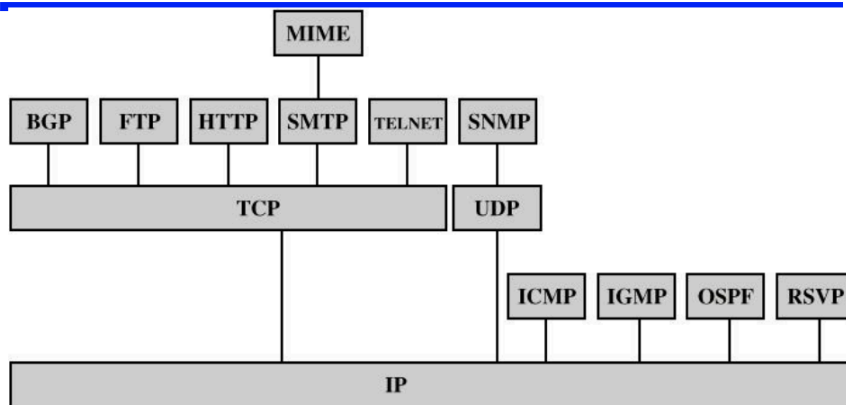 MIME
BGP FTP HTTP SMTP TELNET SNMP
TCP UDP
ICMP IGMP OSPF RSVP
IP